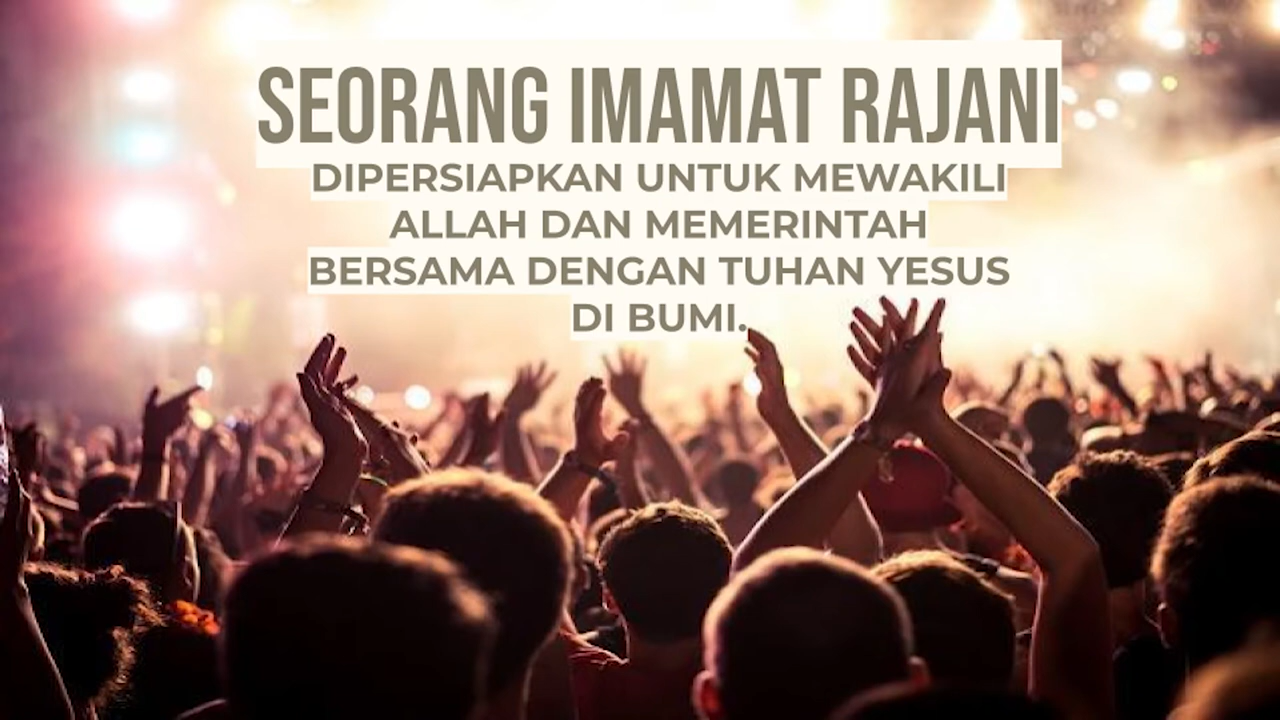 SEORANG IMAMAT RAJANI
DIPERSIAPKAN UNTUK MEWAKILI
ALLAH DAN MEMERINTAH
BERSAMA DENGAN TUHAN YESUS
DI BUMI.